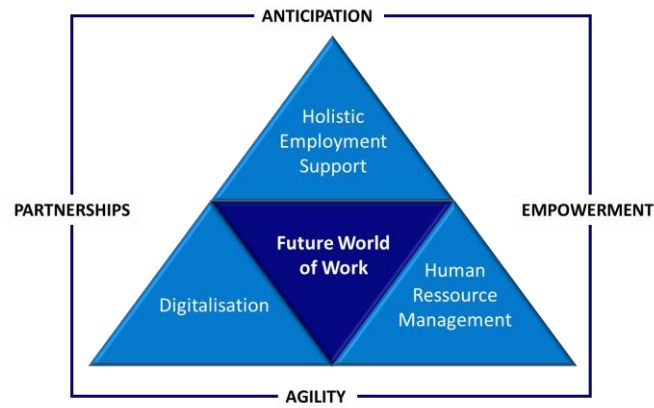 ANTICIPATION
Holistic
Employment
Support
PARTNERSHIPS
EMPOWERMENT
Future World
of Work
Digitalisation
Human
Ressource
Management
AGILITY